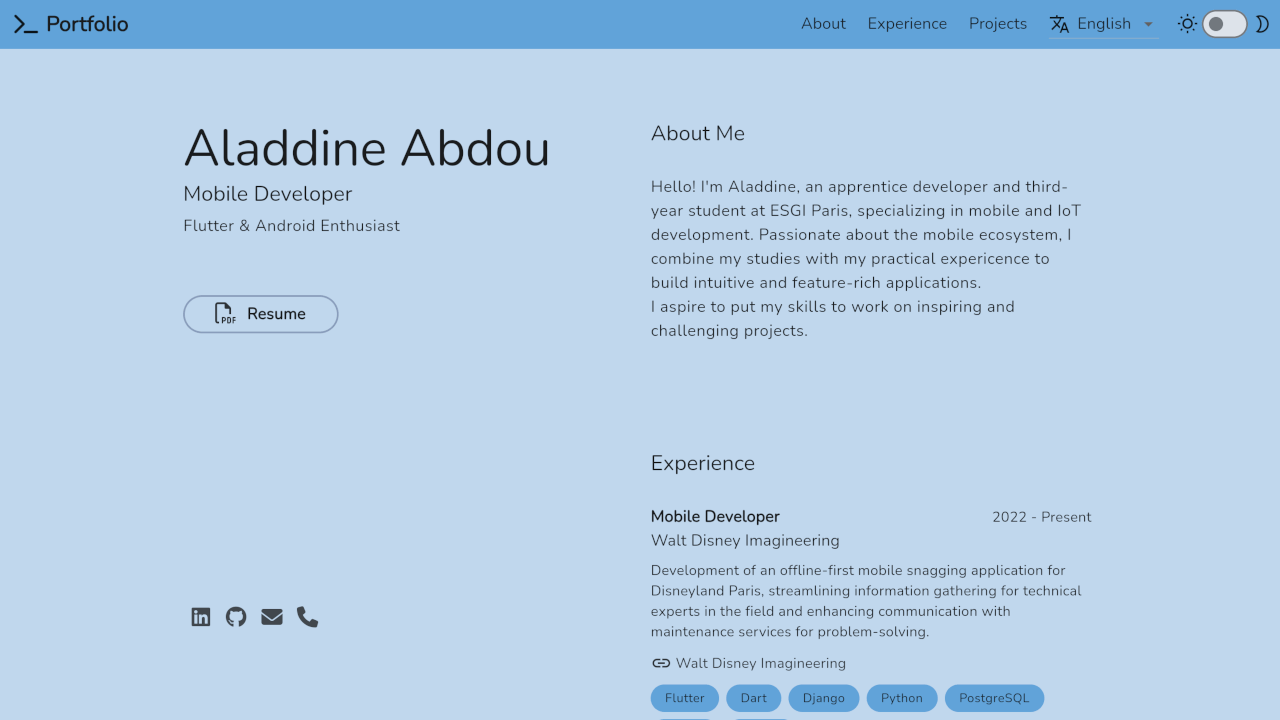 Portfolio
About
Experience
Projects
English
Aladdine Abdou
Mobile Developer
Flutter & Android Enthusiast
PDF
Resume
About Me
Hello! I'm Aladdine, an apprentice developer and third-
year student at ESGI Paris, specializing in mobile and IoT
development. Passionate about the mobile ecosystem, I
combine my studies with my practical expericence to
build intuitive and feature-rich applications.
I aspire to put my skills to work on inspiring and
challenging projects.
Experience
Mobile Developer
2022 - Present
Walt Disney Imagineering
Development of an offline-first mobile snagging application for
Disneyland Paris, streamlining information gathering for technical
experts in the field and enhancing communication with
maintenance services for problem-solving.
Walt Disney Imagineering
Flutter
Dart
Django
Python
PostgreSQL